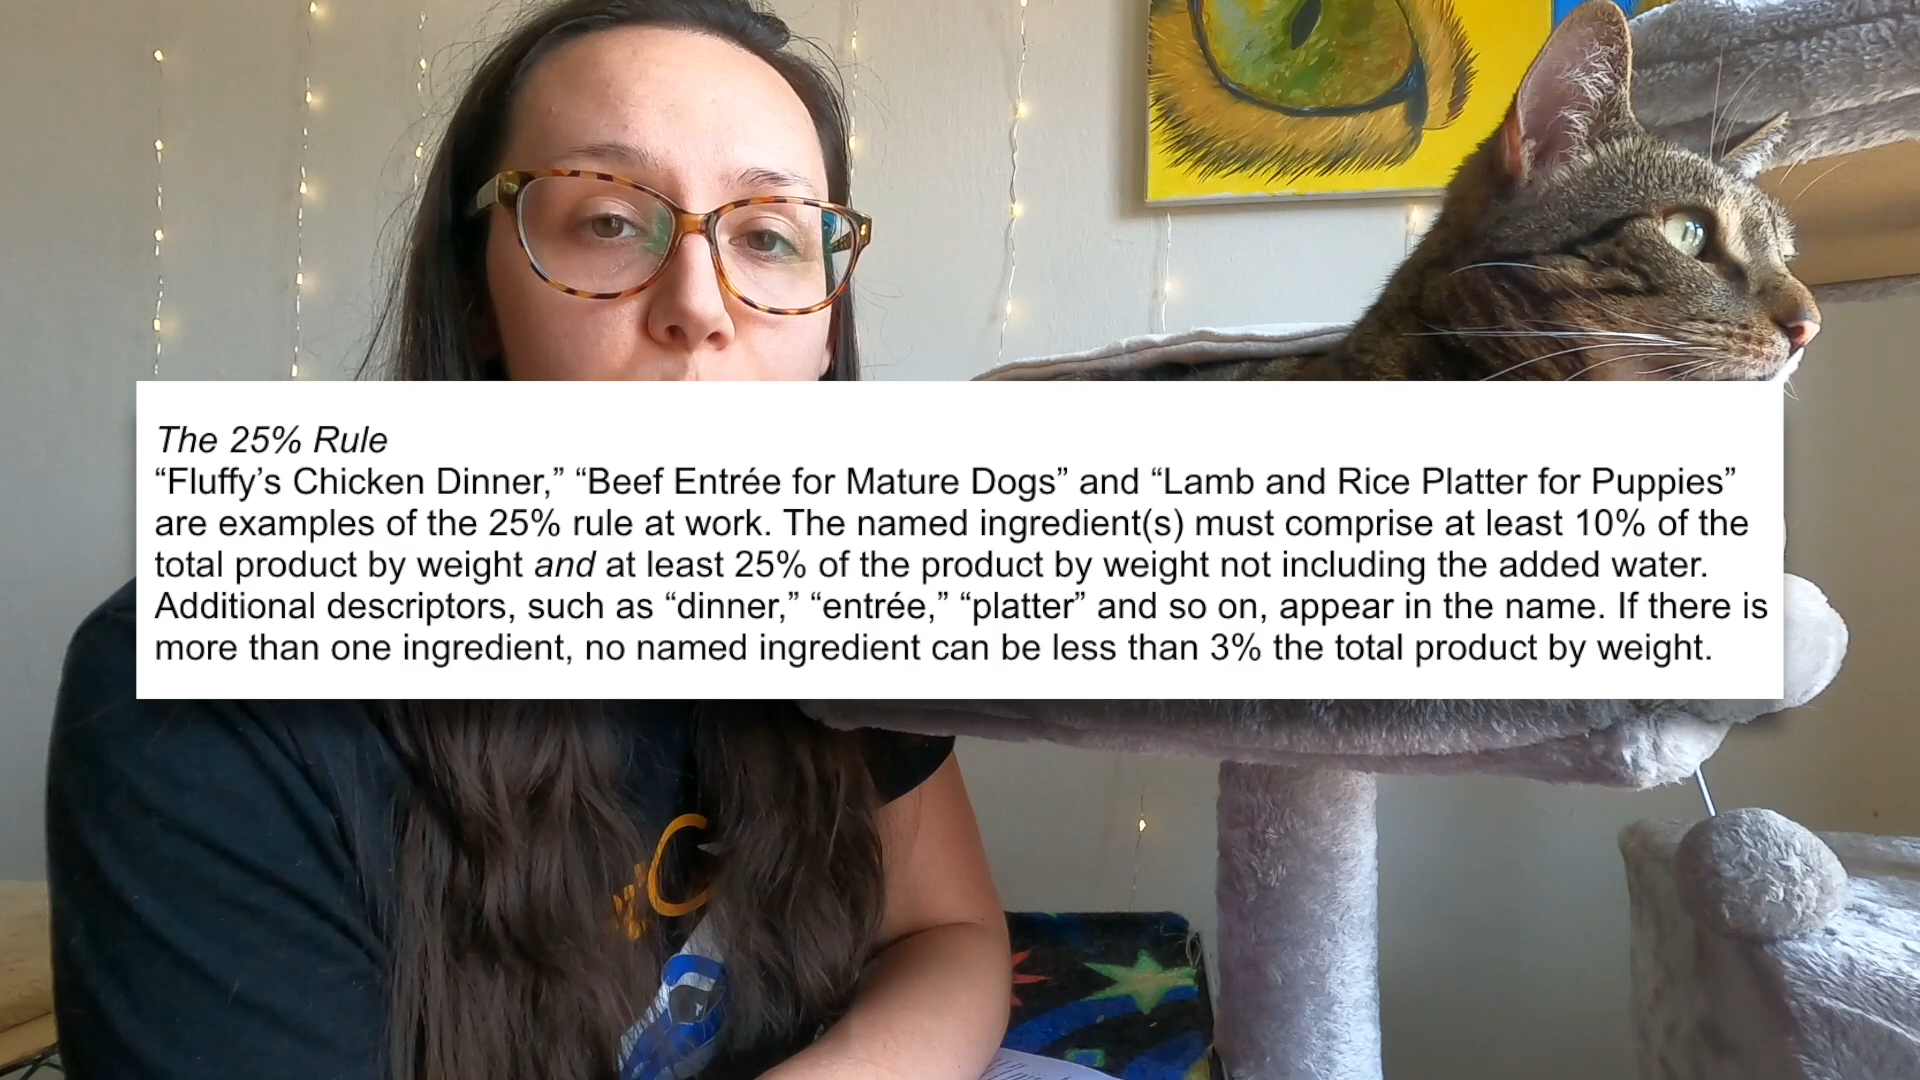 The 25% Rule
“Fluffy’s Chicken Dinner,” “Beef Entrée for Mature Dogs” and “Lamb and Rice Platter for Puppies”
are examples of the 25% rule at work. The named ingredient(s) must comprise at least 10% of the
total product by weight and at least 25% of the product by weight not including the added water.
Additional descriptors, such as “dinner,” “entrée,” “platter” and so on, appear in the name. If there is
more than one ingredient, no named ingredient can be less than 3% the total product by weight.